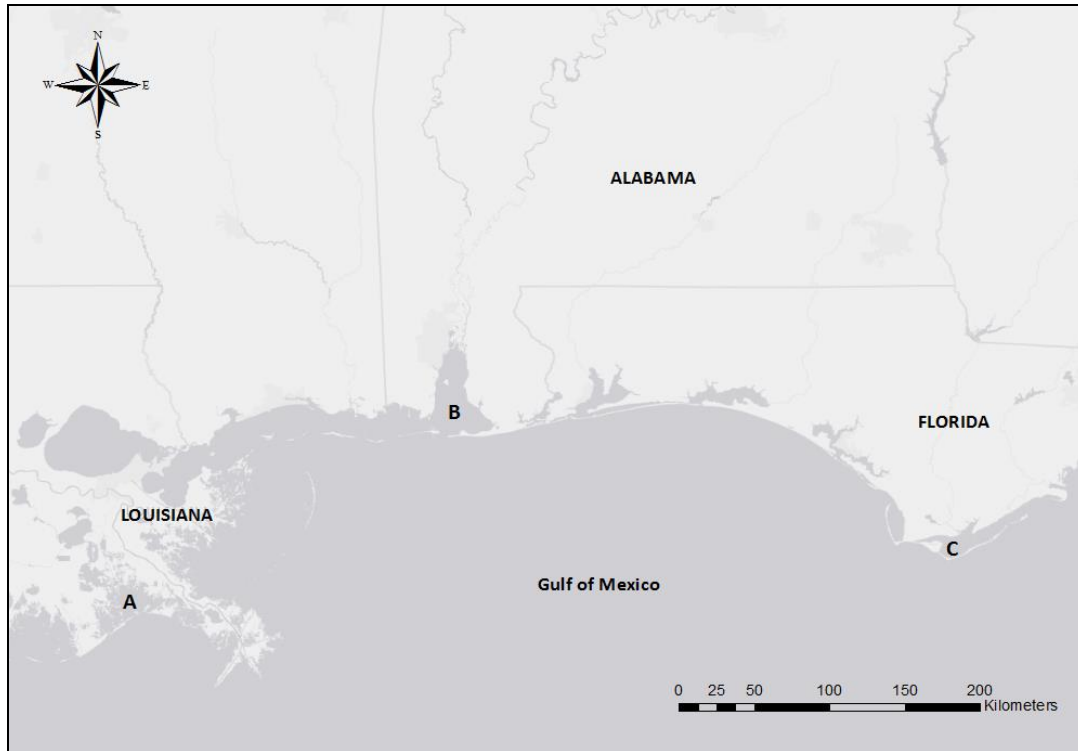 N
W E
S
ALABAMA
B
FLORIDA
LOUISIANA
C
Gulf of Mexico
A
0 25 50 100 150 200
Kilometers